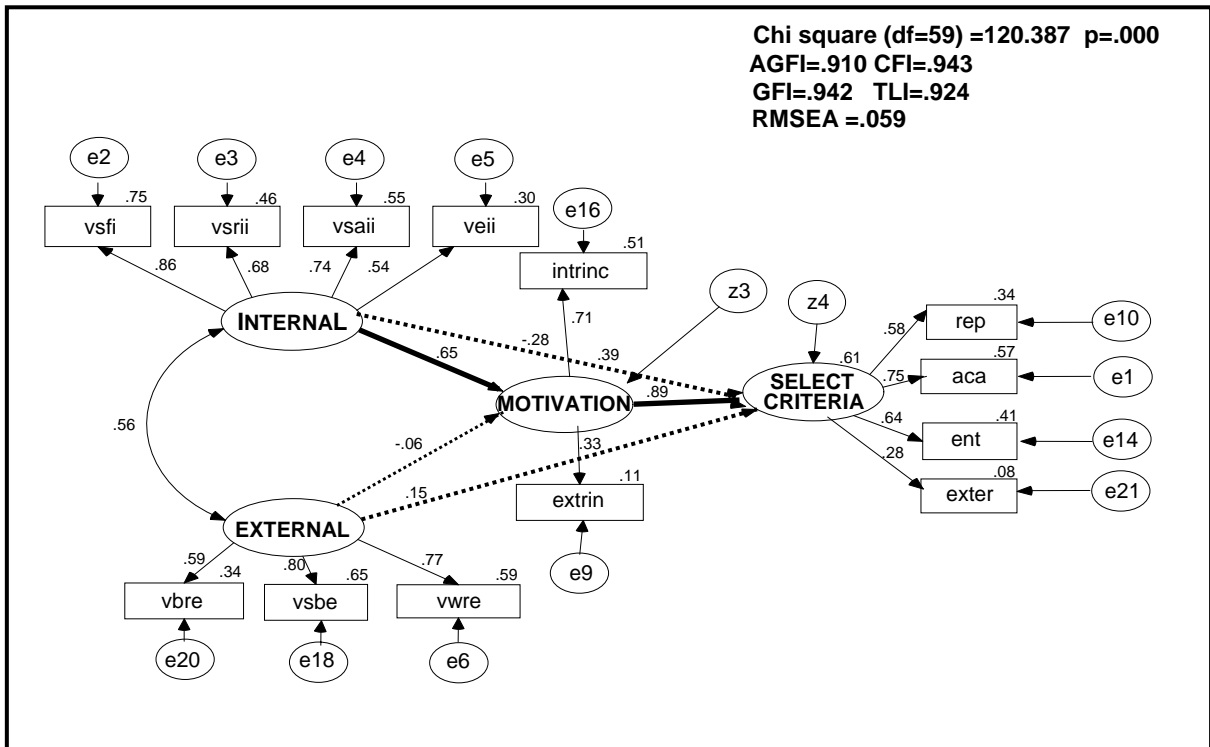 Chi square (df=59) =120.387 p=.000
AGFI=.910 CFI=.943
GFI=.942 TLI=.924
RMSEA =.059
e2
e3
e4
e5
.75
.46
.55
.30
vsfi
vsrii
vsaii
veii
e16
.51
intrinc
.86
.68
.74
.54
z3
z4
.34
rep
e10
.58
INTERNAL
.71
-.28
.39
.61
.57
aca
e1
.75
.65
SELECT
CRITERIA
MOTIVATION
.89
.64
.41
ent
e14
.56
-.06
.33
.28
.08
exter
e21
.15
.11
extrin
EXTERNAL
e9
.59
.34
.80
.65
.77
.59
vbre
vsbe
vwre
e20
e18
e6